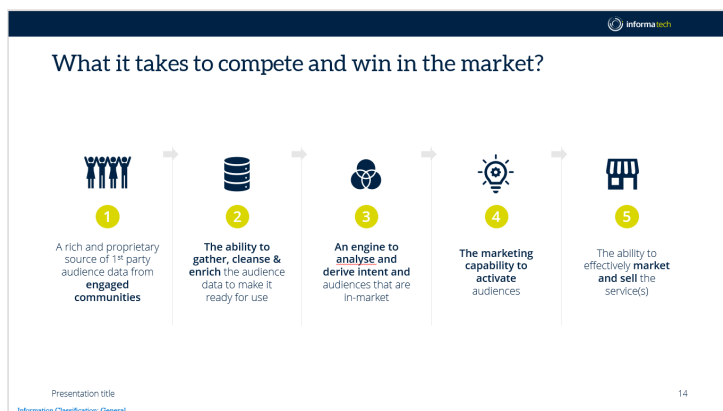 informatech
What it takes to compete and win in the market?
1
A rich and proprietary
source of 1st party
audience data from
engaged
communities
2
The ability to
gather, cleanse &
enrich the audience
data to make it
ready for use
3
An engine to
analyse and
derive intent and
audiences that are
in-market
4
The marketing
capability to
activate
audiences
5
The ability to
effectively market
and sell the
service(s)
Presentation title
14
Information Classification: General